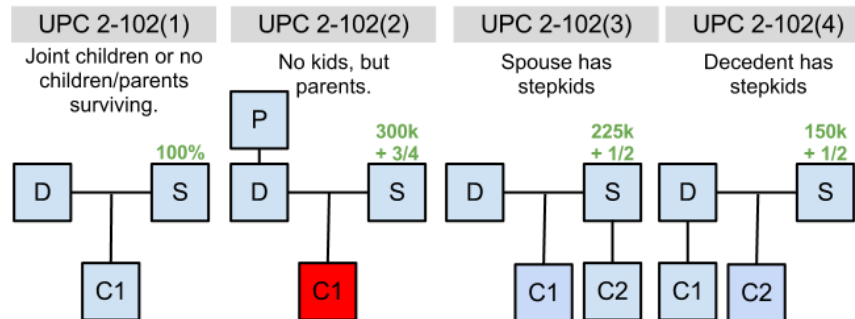 UPC 2-102(1)
Joint children or no
children/parents
surviving.
100%
D
S
C1
UPC 2-102(2)
No kids, but
parents.
P
300k
+ 3/4
D
S
C1
UPC 2-102(3)
Spouse has
stepkids
225k
+ 1/2
D
S
C1
C2
UPC 2-102(4)
Decedent has
stepkids
150k
+ 1/2
D
S
C1
C2